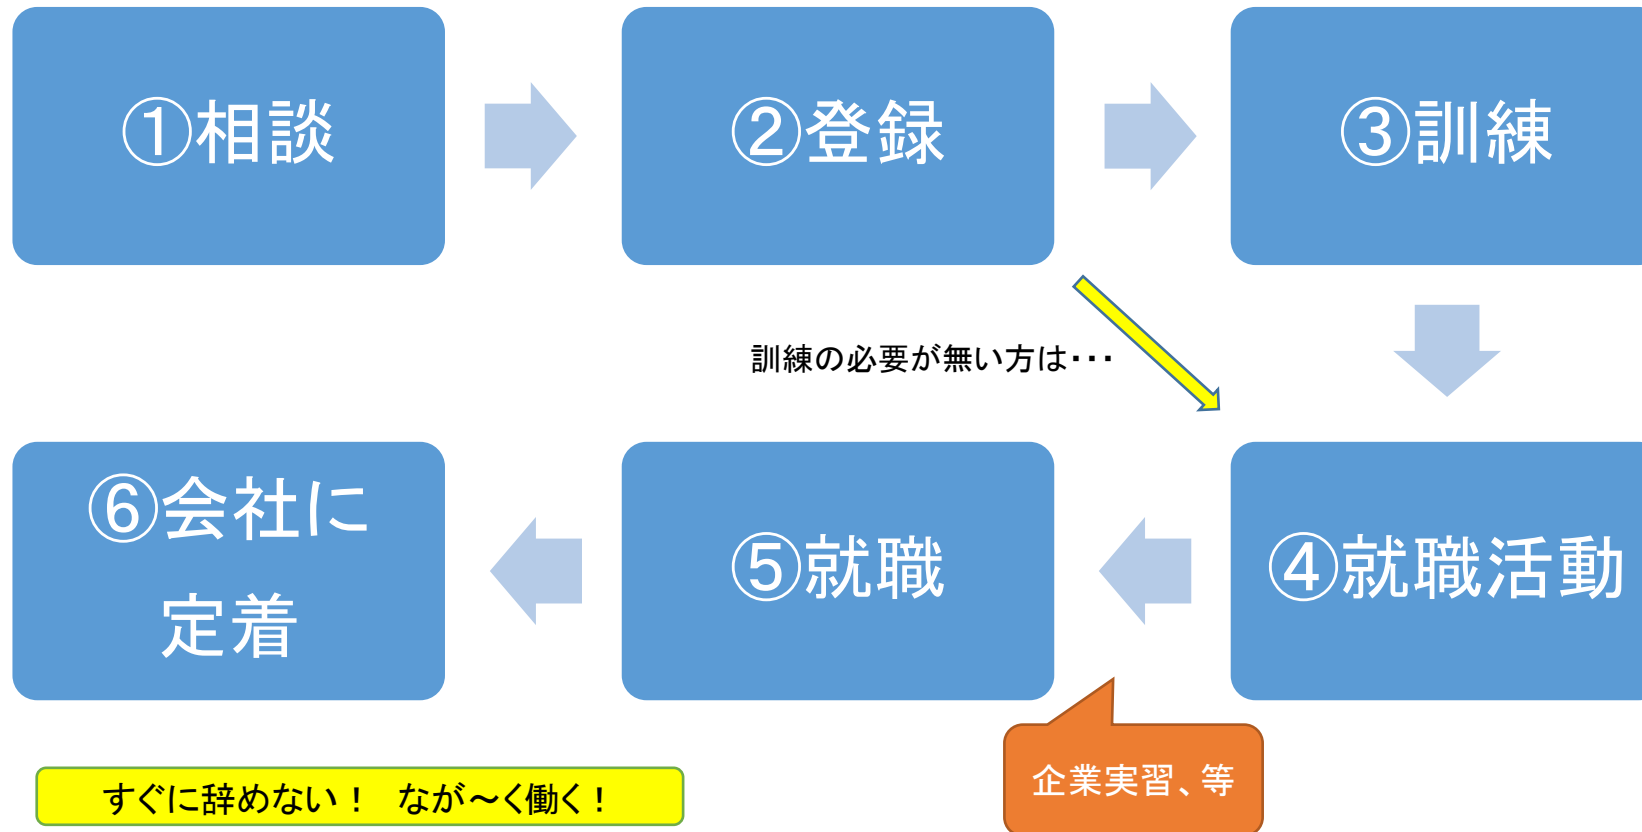 ①相談
②登録
③訓練
訓練の必要が無い方は・・・
④就職活動
⑤就職
⑥会社に
定着
企業実習、等
すぐに辞めない！　なが～く働く！